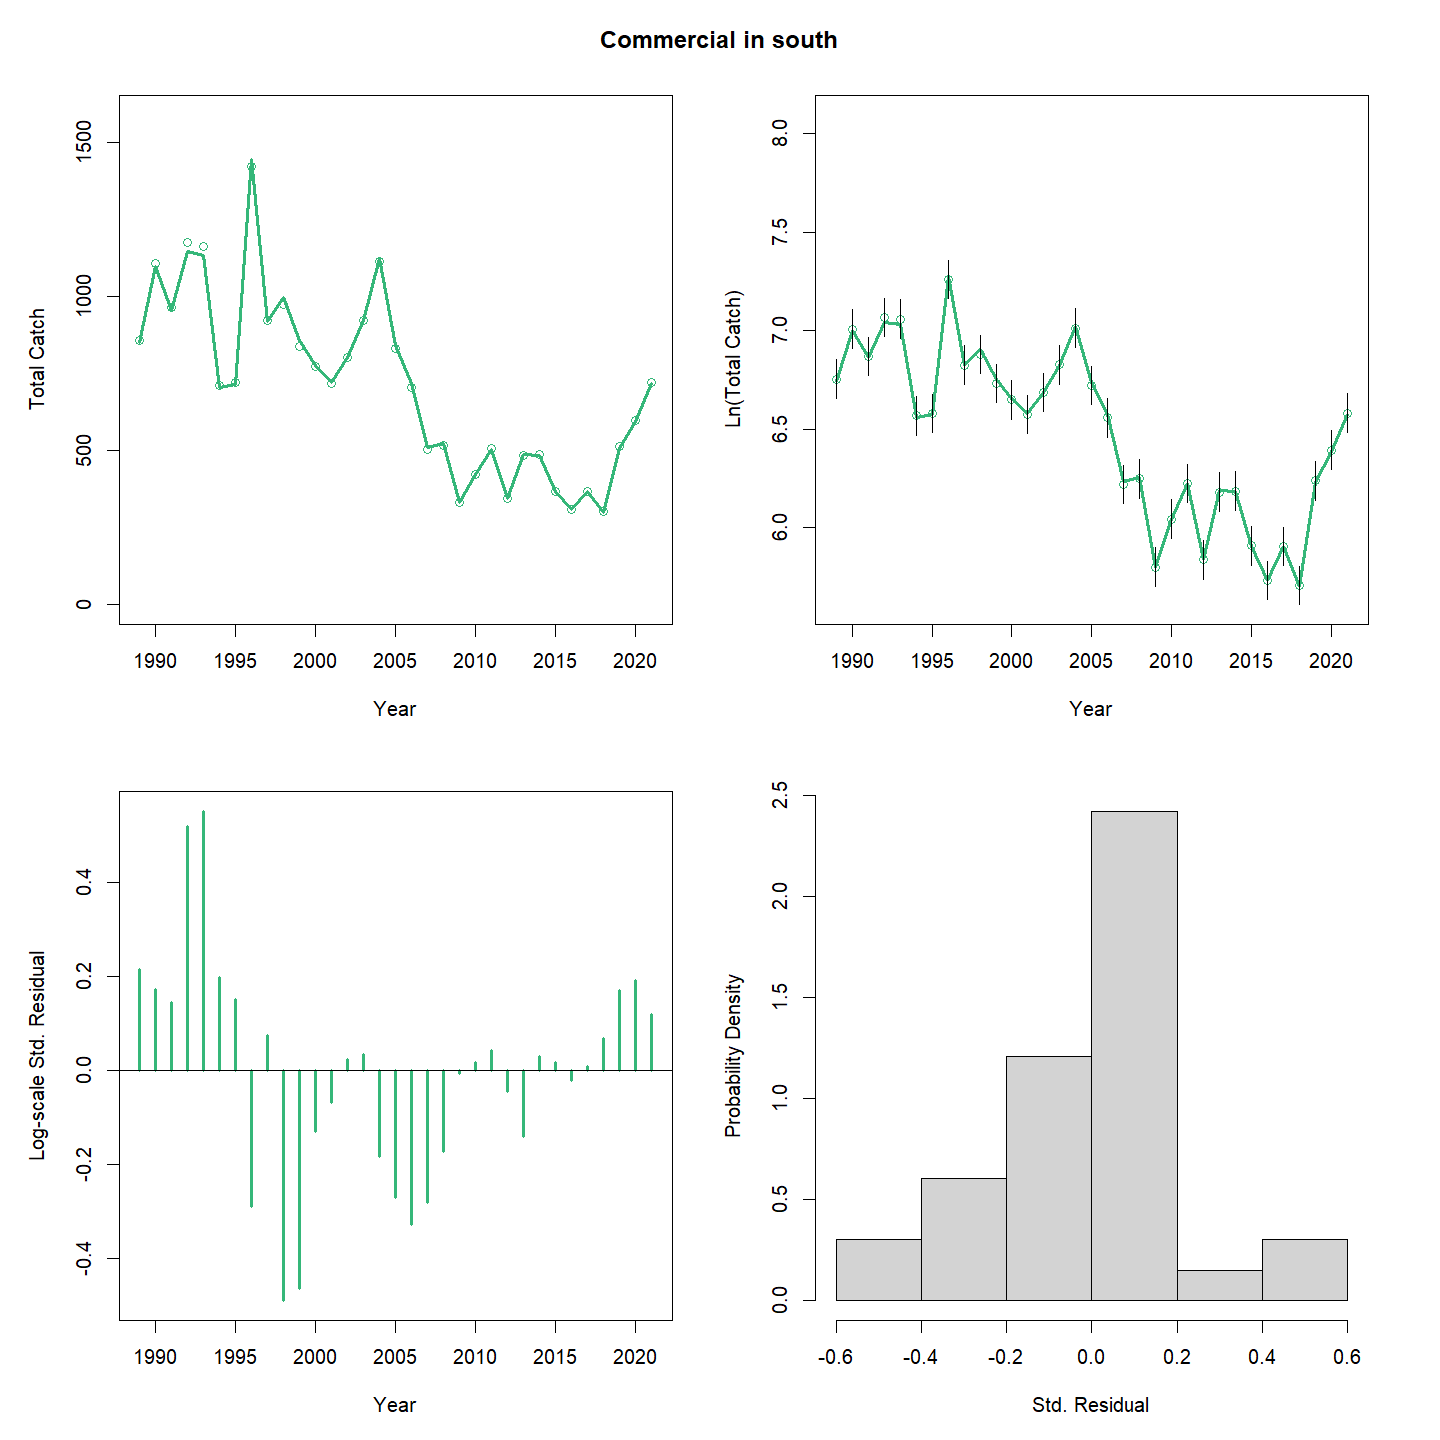 Commercial in south
Total Catch
1500
1000
500
0
1990 1995 2000 2005 2010 2015 2020
Year
Ln(Total Catch)
8.0
7.5
7.0
6.5
6.0
1990 1995 2000 2005 2010 2015 2020
Year
Log-scale Std. Residual
0.4
0.2
0.0
-0.2
-0.4
1990 1995 2000 2005 2010 2015 2020
Year
Probability Density
2.5
2.0
1.5
1.0
0.5
0.0
-0.6 -0.4 -0.2 0.0 0.2 0.4 0.6
Std. Residual